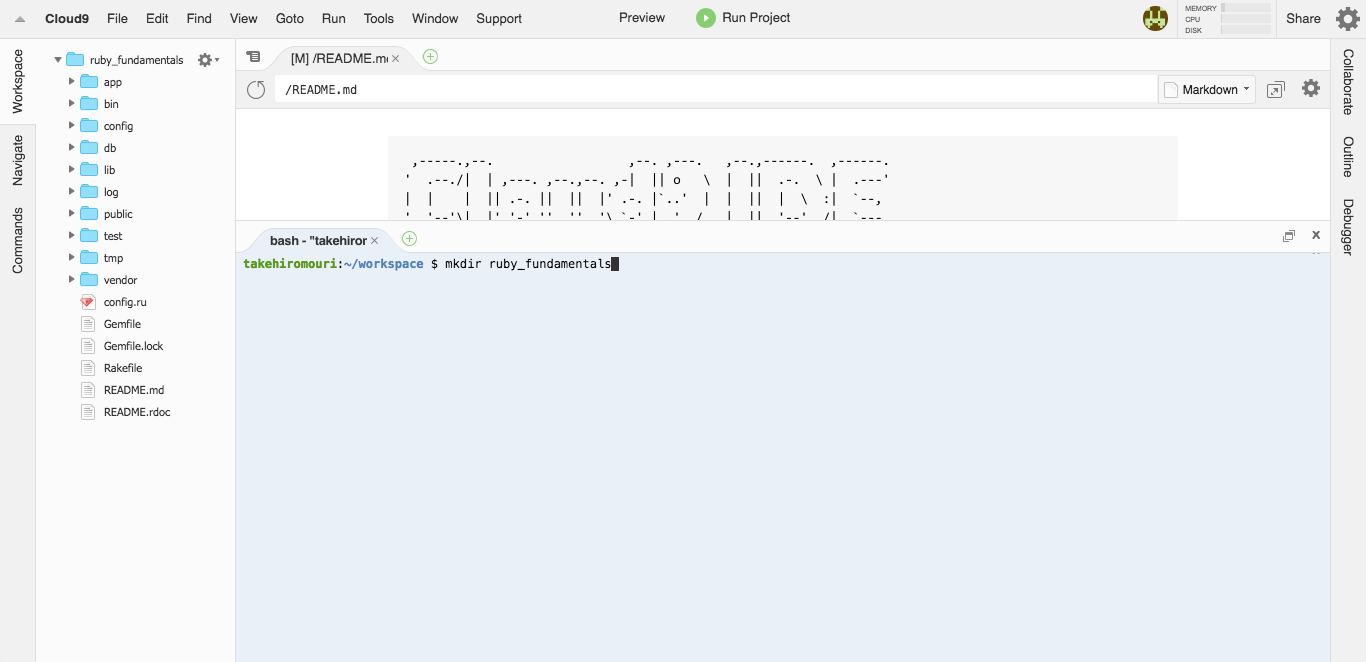 Cloud9 File Edit Find View Goto Run Tools Window Support Preview Run Project MEMORY CPU DISK Share
Workspace
Navigate
Commands
ruby_fundamentals
app
bin
config
db
lib
log
public
test
tmp
vendor
config.ru
Gemfile
Gemfile.lock
Rakefile
README.md
README.rdoc
[M] /README.m
/README.md
Markdown
,-----.,--.                  ,--. ,---.   ,--.,------.  ,------.
'  .--./|  | ,---. ,--.,--. ,-|  || o   \  |  ||  .-.  \ |  .---'
|  |    |  || .-. ||  ||  |' .-. |`..'  |  |  ||  |  \  :|  `--,
'  '--'\|  |' '-' ''  ''  '\ `-' |  .'  /   |  ||  '--'  /|  `---
bash - "takehiror
takehiromouri:~/workspace $ mkdir ruby_fundamentals
Collaborate
Outline
Debugger